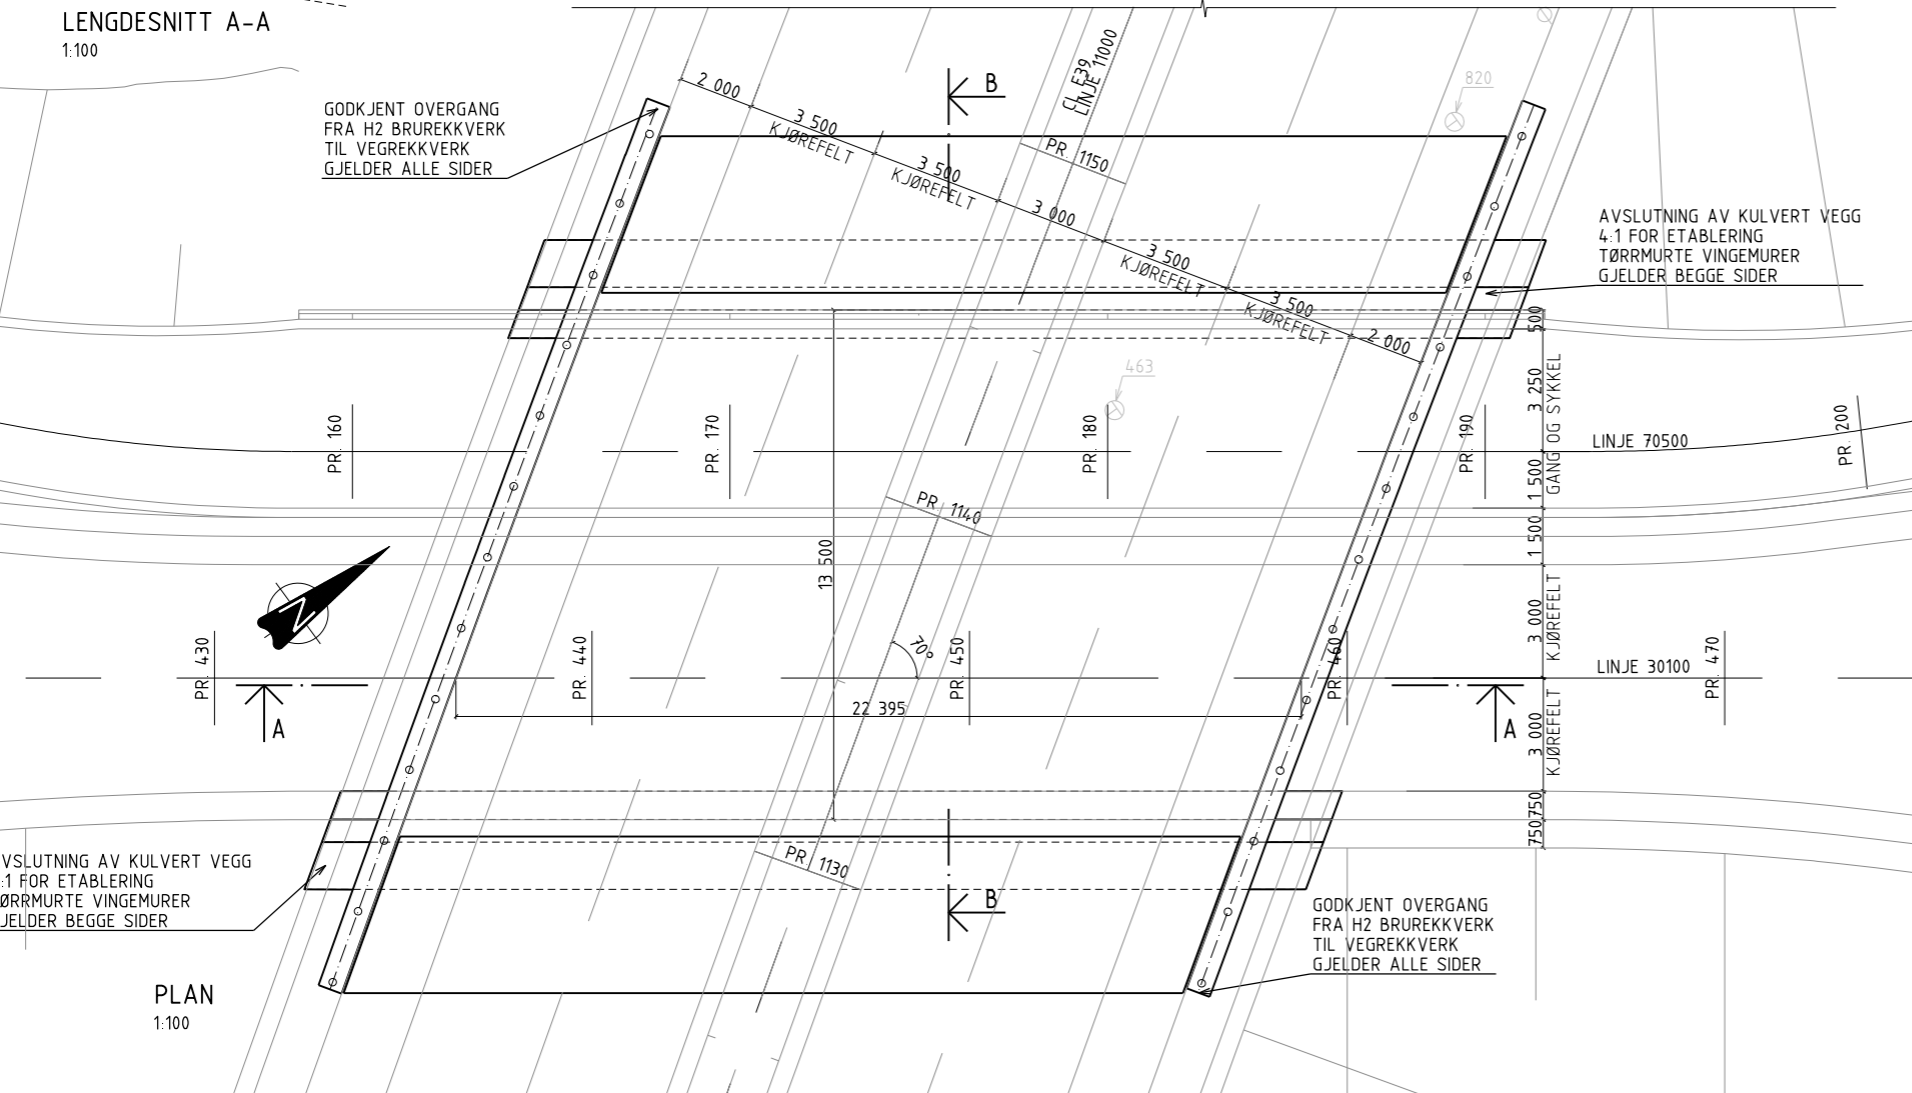 LENGDESNITT A-A
1:100
GODKJENT OVERGANG
FRA H2 BRUREKKVERK
TIL VEGREKKVERK
GJELDER ALLE SIDER
2 000
3 500
KJØREFELT
3 500
KJØREFELT
3 000
3 500
KJØREFELT
3 500
KJØREFELT
2 000
B
CL E39
LINJE 11000
PR. 1150
820
AVSLUTNING AV KULVERT VEGG
4:1 FOR ETABLERING
TØRRMURTE VINGEMURER
GJELDER BEGGE SIDER
463
500
3 250
1 500
GANG OG SYKKEL
1 500
3 000
KJØREFELT
3 000
KJØREFELT
750
750
PR. 160
PR. 170
PR. 180
PR. 190
PR. 200
LINJE 70500
PR. 1140
13 500
N
70°
PR. 430
PR. 440
PR. 450
PR. 460
PR. 470
LINJE 30100
22 395
A
A
VSLUTNING AV KULVERT VEGG
:1 FOR ETABLERING
ØRRMURTE VINGEMURER
JELDER BEGGE SIDER
PR. 1130
B
GODKJENT OVERGANG
FRA H2 BRUREKKVERK
TIL VEGREKKVERK
GJELDER ALLE SIDER
PLAN
1:100